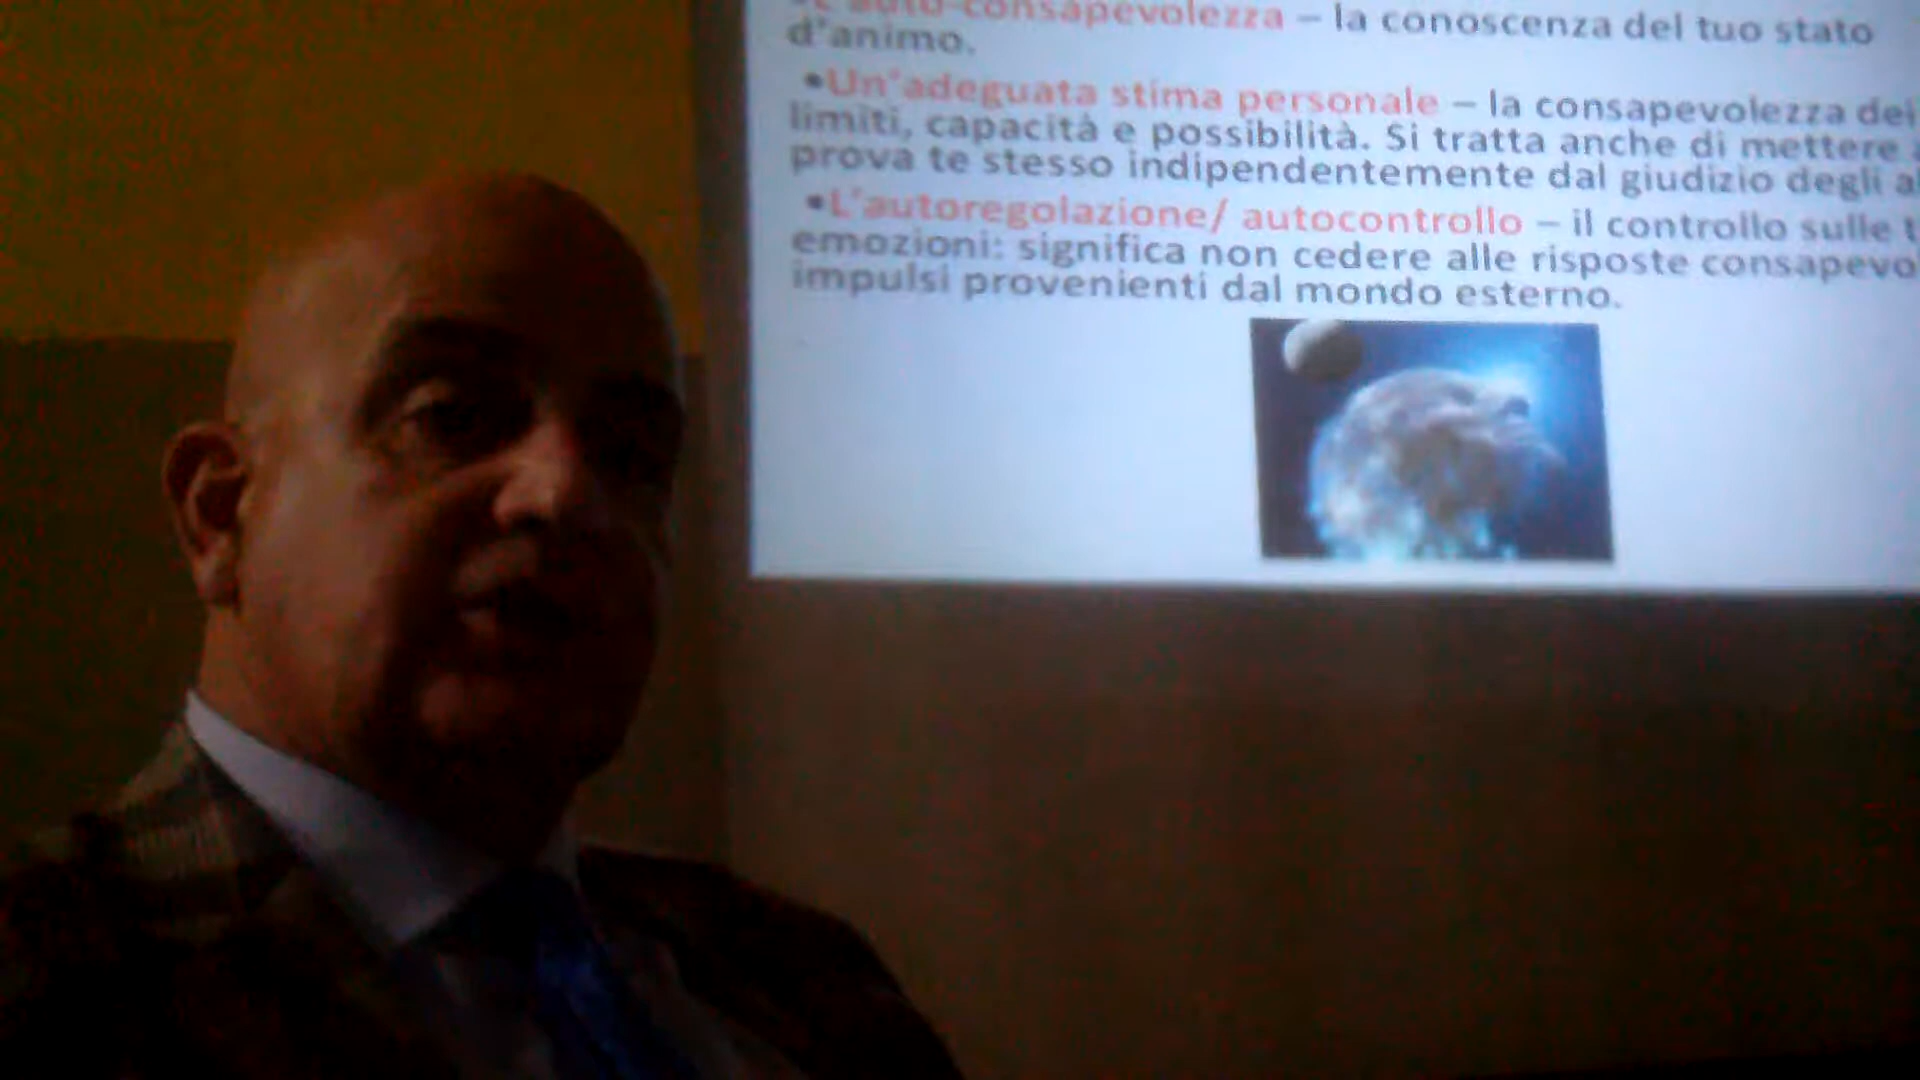 L'auto-consapevolezza – la conoscenza del tuo stato
d'animo.
•Un'adeguata stima personale – la consapevolezza dei
limiti, capacità e possibilità. Si tratta anche di mettere
prova te stesso indipendentemente dal giudizio degli
•L'autoregolazione/ autocontrollo – il controllo sulle
emozioni: significa non cedere alle risposte
impulsi provenienti dal mondo esterno.